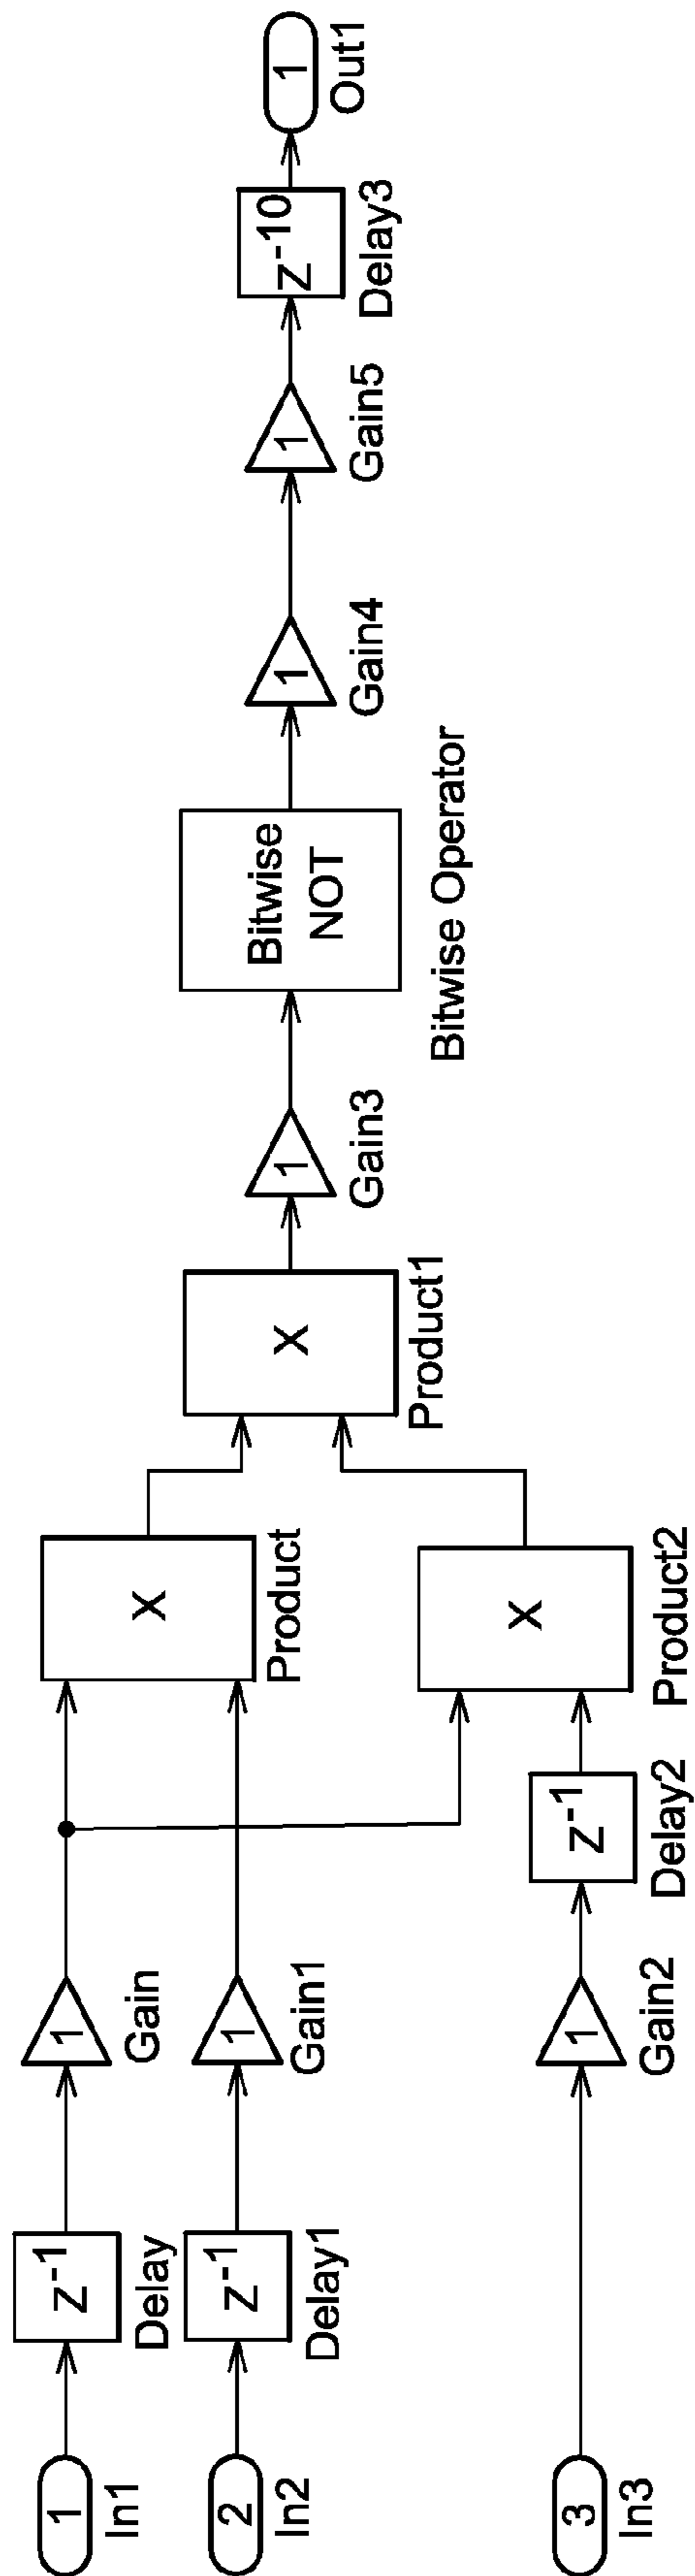 1
In1
z-1
Delay
1
Gain
2
In2
z-1
Delay1
1
Gain1
3
In3
1
Gain2
z-1
Delay2
X
Product
X
Product2
X
Product1
1
Gain3
Bitwise
NOT
Bitwise Operator
1
Gain4
1
Gain5
z-10
Delay3
1
Out1